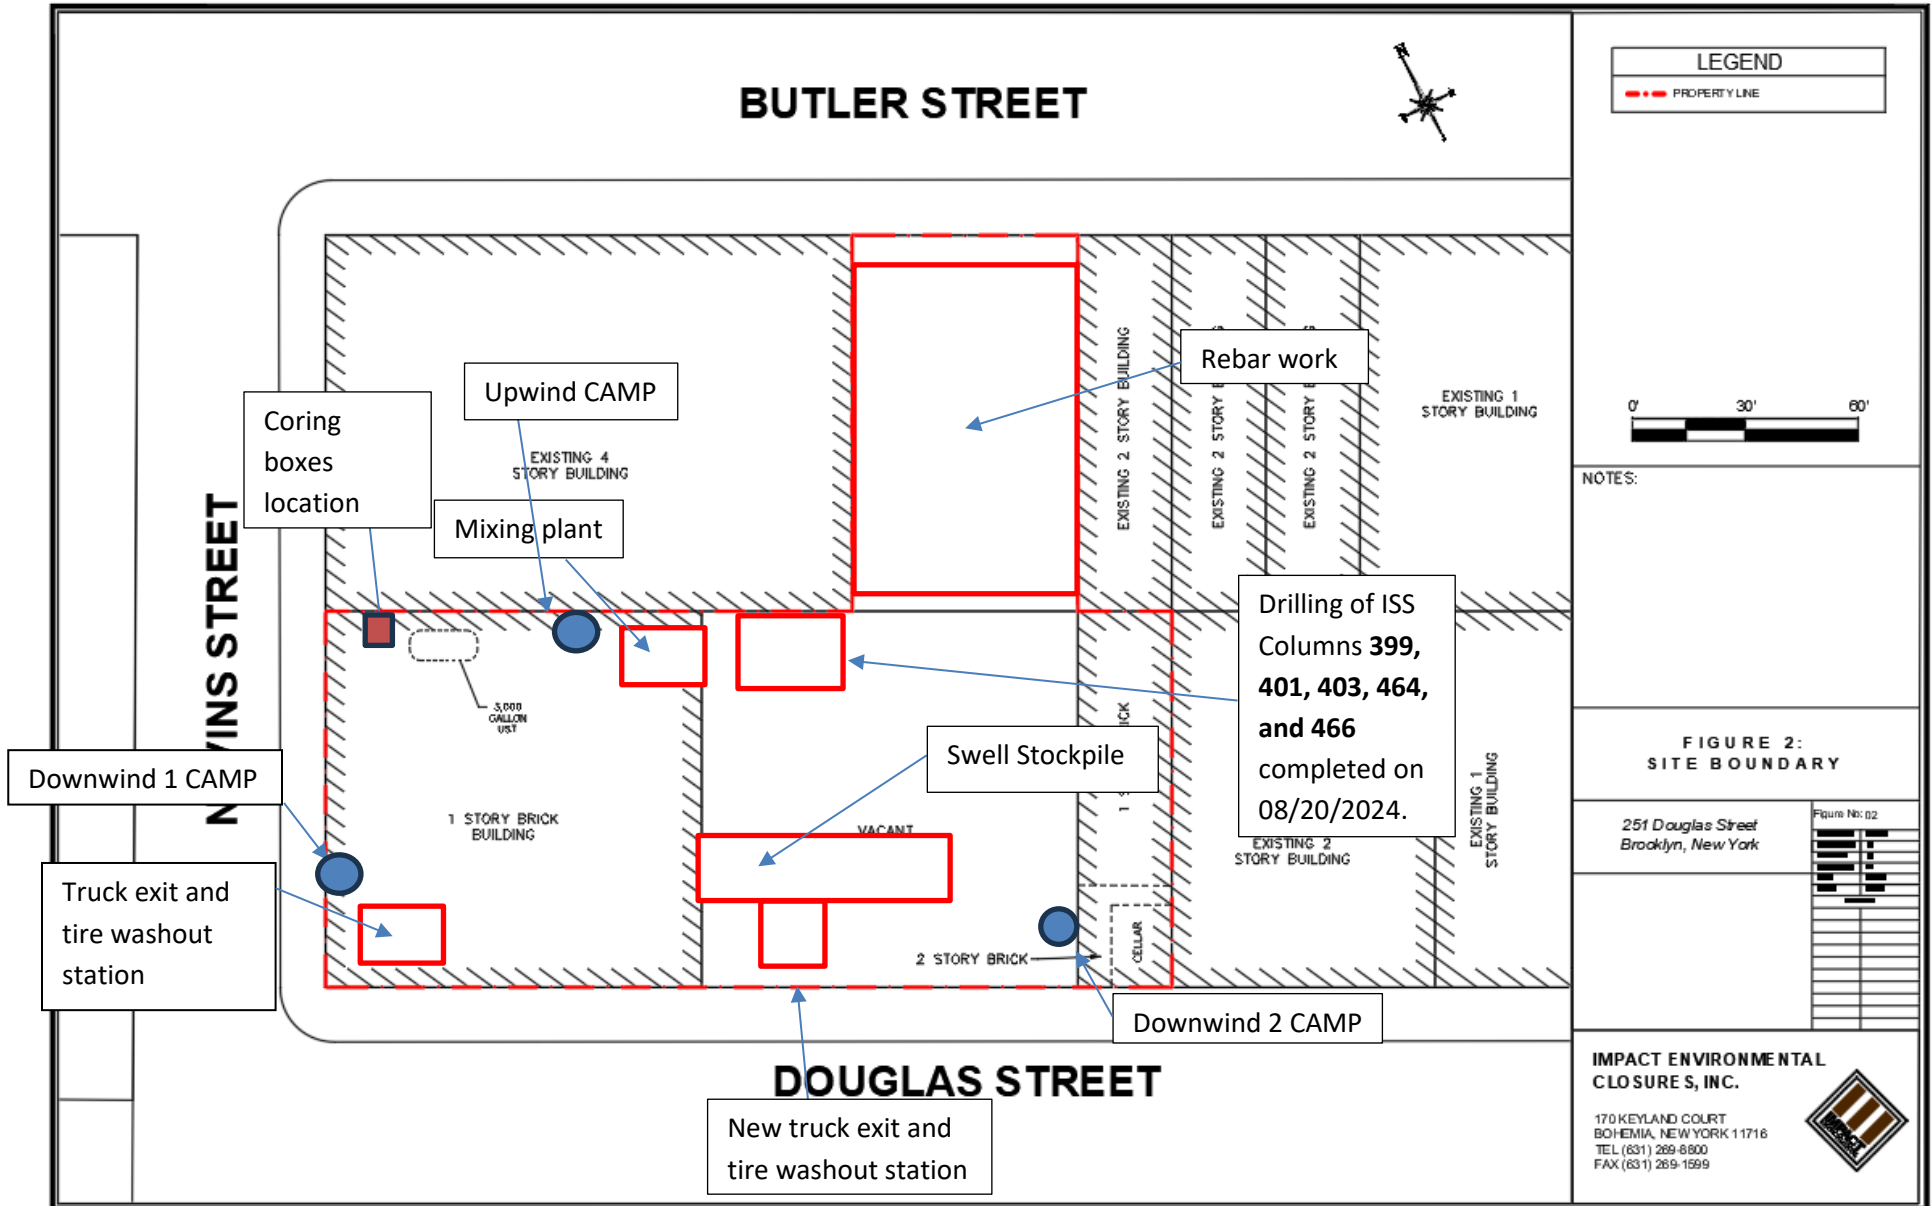 BUTLER STREET
N
LEGEND
PROPERTY LINE
Rebar work
Upwind CAMP
Coring
boxes
location
EXISTING 4
STORY BUILDING
Mixing plant
EXISTING 2 STORY BUILDING
EXISTING 2 STORY
EXISTING 2 STORY
EXISTING 1
STORY BUILDING
0' 30' 60'
NOTES:
Drilling of ISS
Columns 399,
401, 403, 464,
and 466
completed on
08/20/2024.
3,000
GALLON
UST
STREET
Downwind 1 CAMP
Swell Stockpile
1 STORY BRICK
BUILDING
VACANT
1
EXISTING 2
STORY BUILDING
EXISTING 1
STORY BUILDING
Truck exit and
tire washout
station
2 STORY BRICK
CELLAR
Downwind 2 CAMP
DOUGLAS STREET
New truck exit and
tire washout station
FIGURE 2:
SITE BOUNDARY
251 Douglas Street
Brooklyn, New York
Figure No: 02
IMPACT ENVIRONMENTAL
CLOSURES, INC.
170 KEYLAND COURT
BOHEMIA, NEW YORK 11716
TEL (631) 269-8800
FAX (631) 269-1599
IMPACT